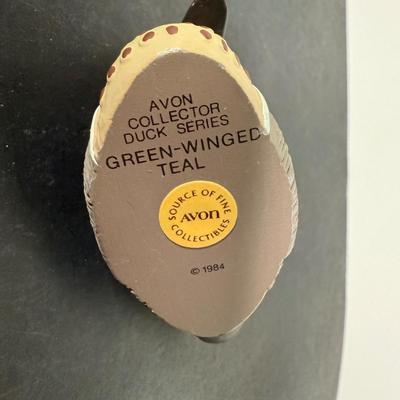 AVON
COLLECTOR
DUCK SERIES
GREEN-WINGED
TEAL
SOURCE OF FINE
AVON
COLLECTIBLES
© 1984